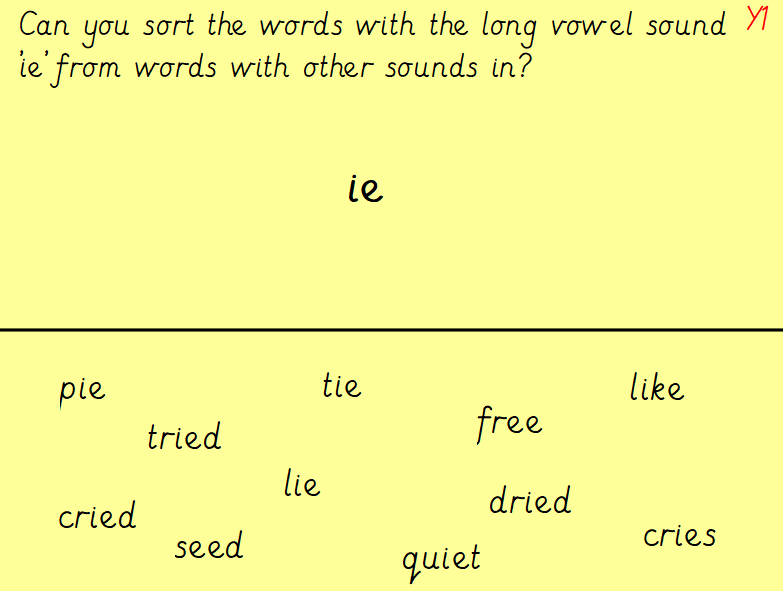 Can you sort the words with the long vowel sound Y1
'ie' from words with other sounds in?
ie
pie tie like
tried free
lie
cried dried
seed quiet cries